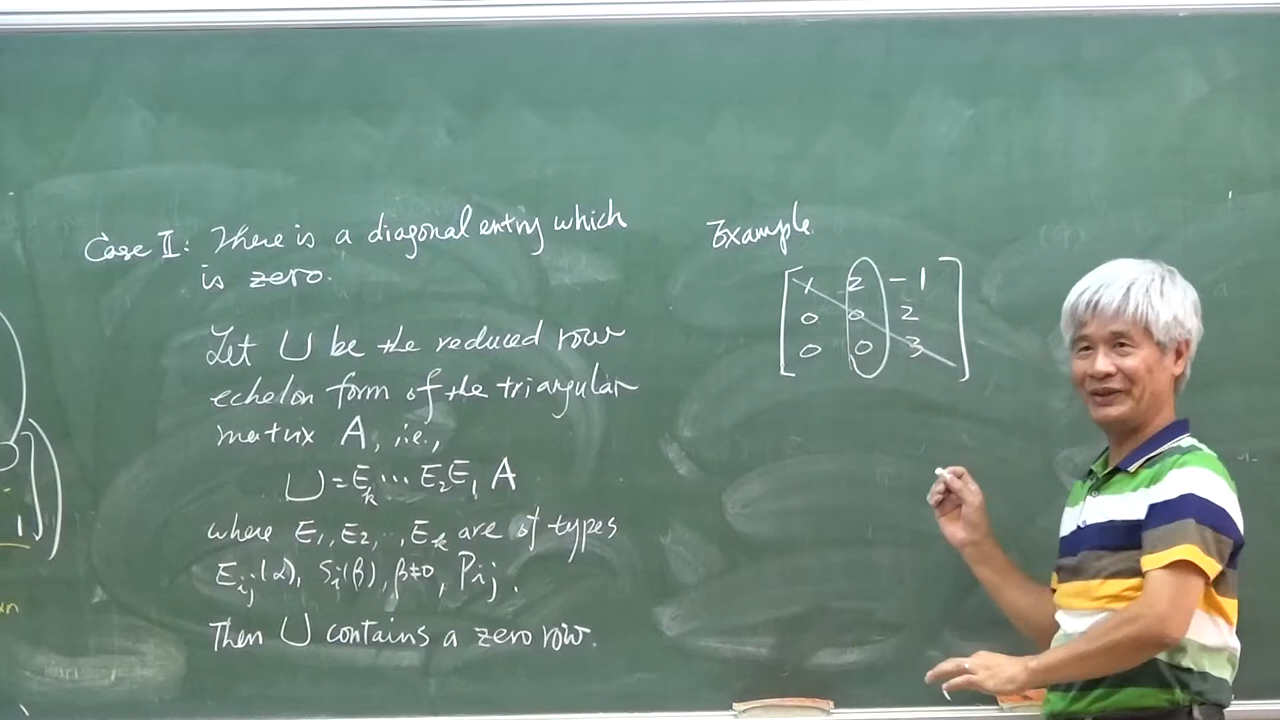 Case II: There is a diagonal entry which
is zero.
Let U be the reduced row
echelon form of the triangular
matrix A, i.e.,
U = E_k ... E_2 E_1 A
where E_1, E_2, ..., E_k are of types
E_ij(α), S_i(β), β≠0, P_ij.
Then U contains a zero row.
Example
1 2 -1
0 0 2
0 0 3
1